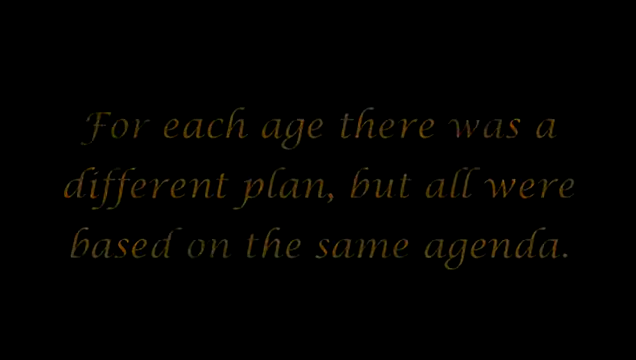 For each age there was a
different plan, but all were
based on the same agenda.